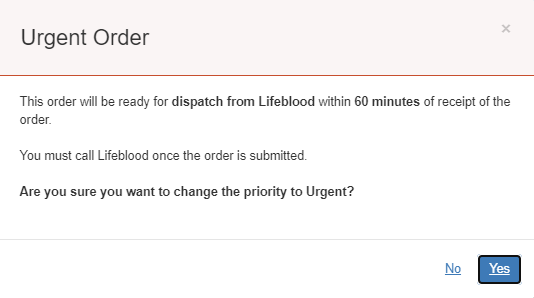 Urgent Order
×
This order will be ready for dispatch from Lifeblood within 60 minutes of receipt of the
order.
You must call Lifeblood once the order is submitted.
Are you sure you want to change the priority to Urgent?
No Yes